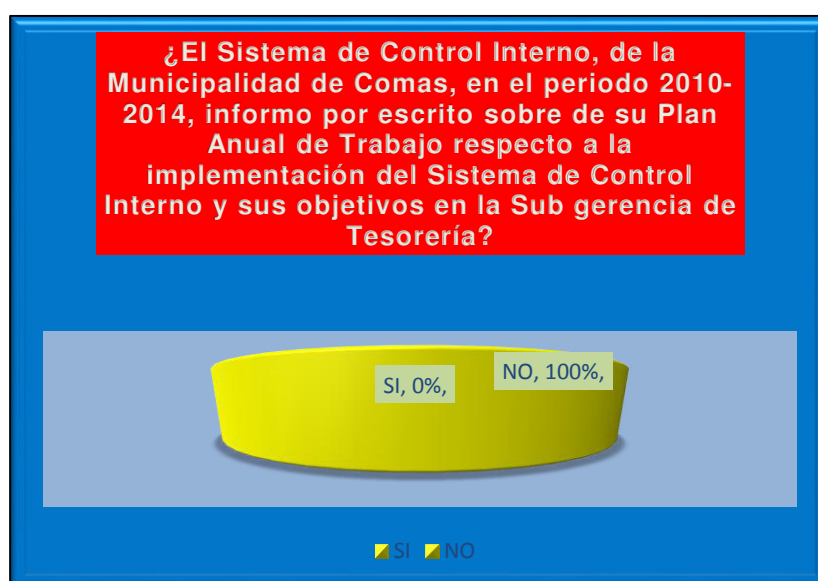 ¿El Sistema de Control Interno, de la
Municipalidad de Comas, en el periodo 2010-
2014, informo por escrito sobre de su Plan
Anual de Trabajo respecto a la
implementación del Sistema de Control
Interno y sus objetivos en la Sub gerencia de
Tesorería?
SI, 0%,
NO, 100%,
SI NO